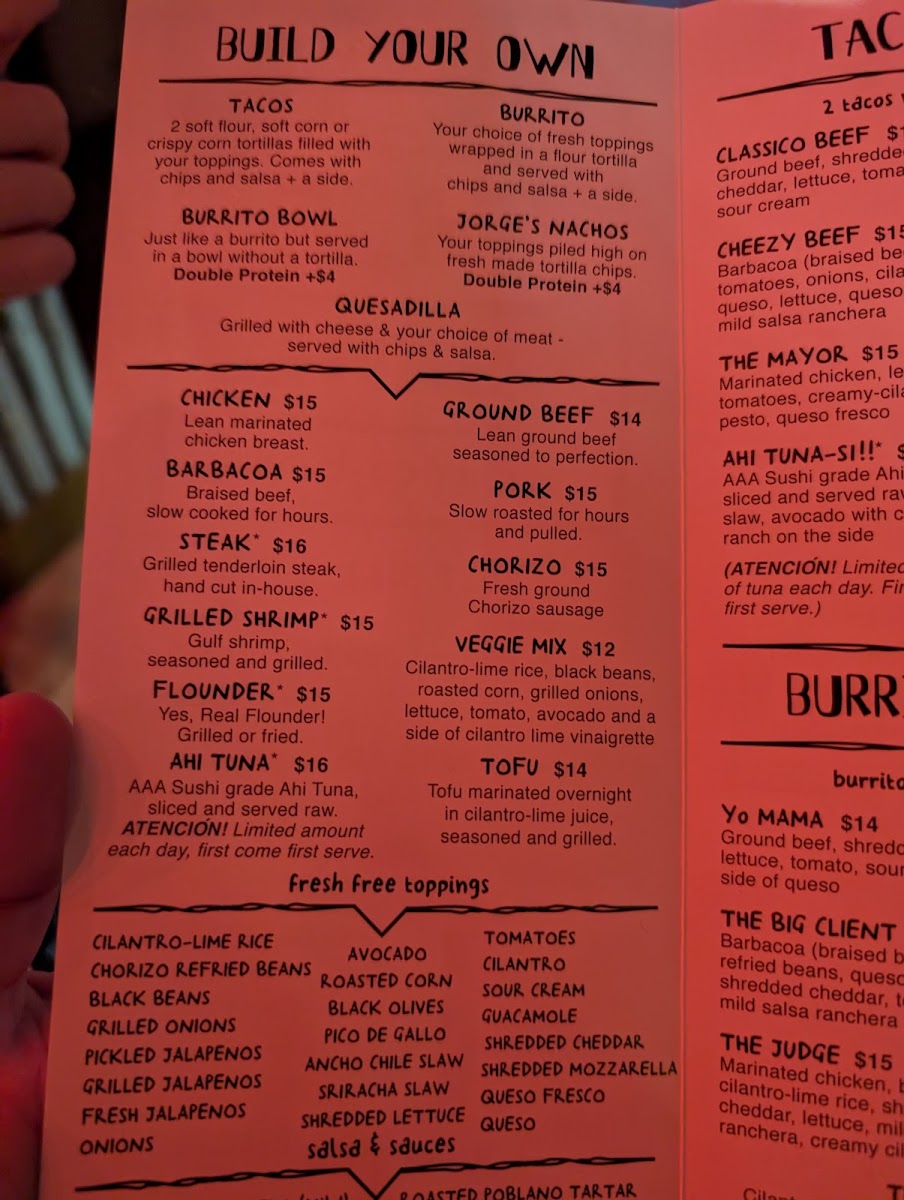 BUILD YOUR OWN
TACOS
2 soft flour, soft corn or
crispy corn tortillas filled with
your toppings. Comes with
chips and salsa + a side.
BURRITO
Your choice of fresh toppings
wrapped in a flour tortilla
and served with
chips and salsa + a side.
BURRITO BOWL
Just like a burrito but served
in a bowl without a tortilla.
Double Protein +$4
JORGE'S NACHOS
Your toppings piled high on
fresh made tortilla chips.
Double Protein +$4
QUESADILLA
Grilled with cheese & your choice of meat -
served with chips & salsa.
CHICKEN $15
Lean marinated
chicken breast.
BARBACOA $15
Braised beef,
slow cooked for hours.
STEAK* $16
Grilled tenderloin steak,
hand cut in-house.
GRILLED SHRIMP* $15
Gulf shrimp,
seasoned and grilled.
FLOUNDER* $15
Yes, Real Flounder!
Grilled or fried.
AHI TUNA* $16
AAA Sushi grade Ahi Tuna,
sliced and served raw.
ATENCIÓN! Limited amount
each day, first come first serve.
GROUND BEEF $14
Lean ground beef
seasoned to perfection.
PORK $15
Slow roasted for hours
and pulled.
CHORIZO $15
Fresh ground
Chorizo sausage
VEGGIE MIX $12
Cilantro-lime rice, black beans,
roasted corn, grilled onions,
lettuce, tomato, avocado and a
side of cilantro lime vinaigrette
TOFU $14
Tofu marinated overnight
in cilantro-lime juice,
seasoned and grilled.
fresh free toppings
CILANTRO-LIME RICE
CHORIZO REFRIED BEANS
BLACK BEANS
GRILLED ONIONS
PICKLED JALAPENOS
GRILLED JALAPENOS
FRESH JALAPENOS
ONIONS
AVOCADO
ROASTED CORN
BLACK OLIVES
PICO DE GALLO
ANCHO CHILE SLAW
SRIRACHA SLAW
SHREDDED LETTUCE
TOMATOES
CILANTRO
SOUR CREAM
GUACAMOLE
SHREDDED CHEDDAR
SHREDDED MOZZARELLA
QUESO FRESCO
QUESO
salsa & sauces
ROASTED POBLANO TARTAR
TAC
2 tacos
CLASSICO BEEF
Ground beef, shredde
cheddar, lettuce, toma
sour cream
CHEEZY BEEF $15
Barbacoa (braised be
tomatoes, onions, cila
queso, lettuce, queso
mild salsa ranchera
THE MAYOR $15
Marinated chicken, le
tomatoes, creamy-cila
pesto, queso fresco
AHI TUNA-SI!!*
AAA Sushi grade Ahi
sliced and served ra
slaw, avocado with c
ranch on the side
(ATENCIÓN! Limited
of tuna each day. Fir
first serve.)
BURR
burrito
Yo MAMA $14
Ground beef, shredd
lettuce, tomato, sour
side of queso
THE BIG CLIENT
Barbacoa (braised b
refried beans, queso
shredded cheddar, t
mild salsa ranchera
THE JUDGE $15
Marinated chicken, b
cilantro-lime rice, sh
cheddar, lettuce, mil
ranchera, creamy cil